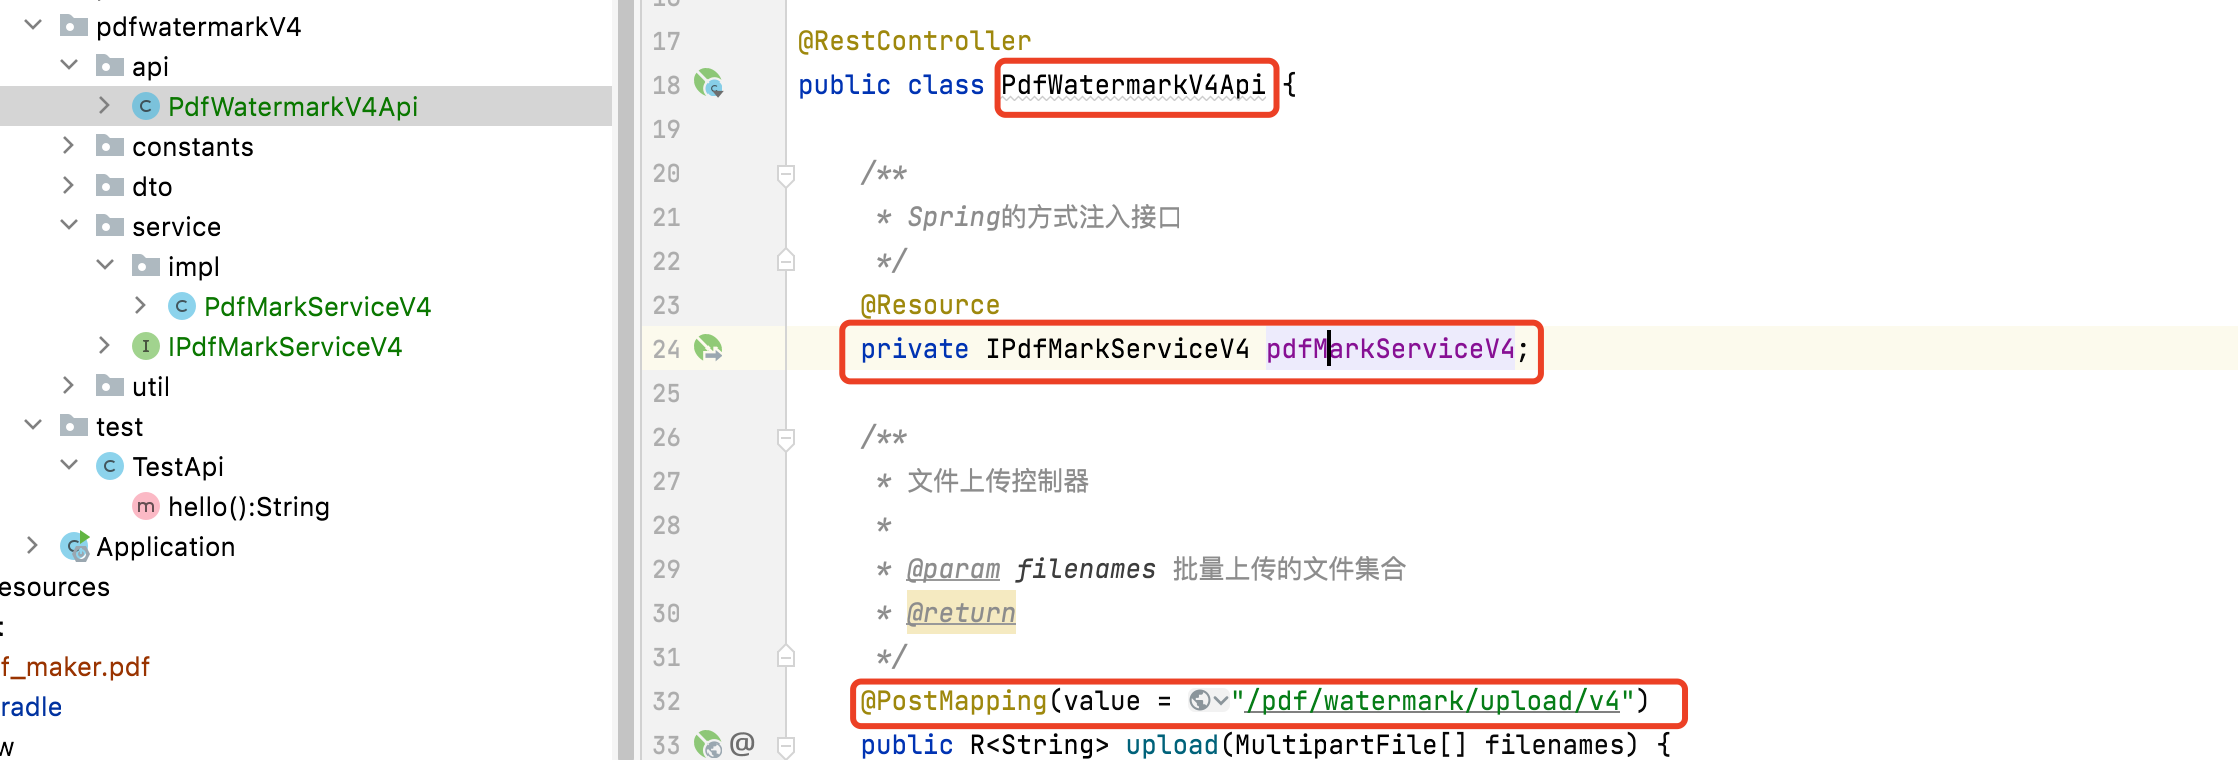 pdfwatermarkV4
api
PdfWatermarkV4Api
constants
dto
service
impl
PdfMarkServiceV4
IPdfMarkServiceV4
util
test
TestApi
hello():String
Application
esources
f_maker.pdf
radle
w
17 @RestController
18 public class PdfWatermarkV4Api {
19
20 /**
21 * Spring的方式注入接口
22 */
23 @Resource
24 private IPdfMarkServiceV4 pdfMarkServiceV4;
25
26 /**
27 * 文件上传控制器
28 *
29 * @param filenames 批量上传的文件集合
30 * @return
31 */
32 @PostMapping(value = "/pdf/watermark/upload/v4")
33 @ public R<String> upload(MultipartFile[] filenames) {